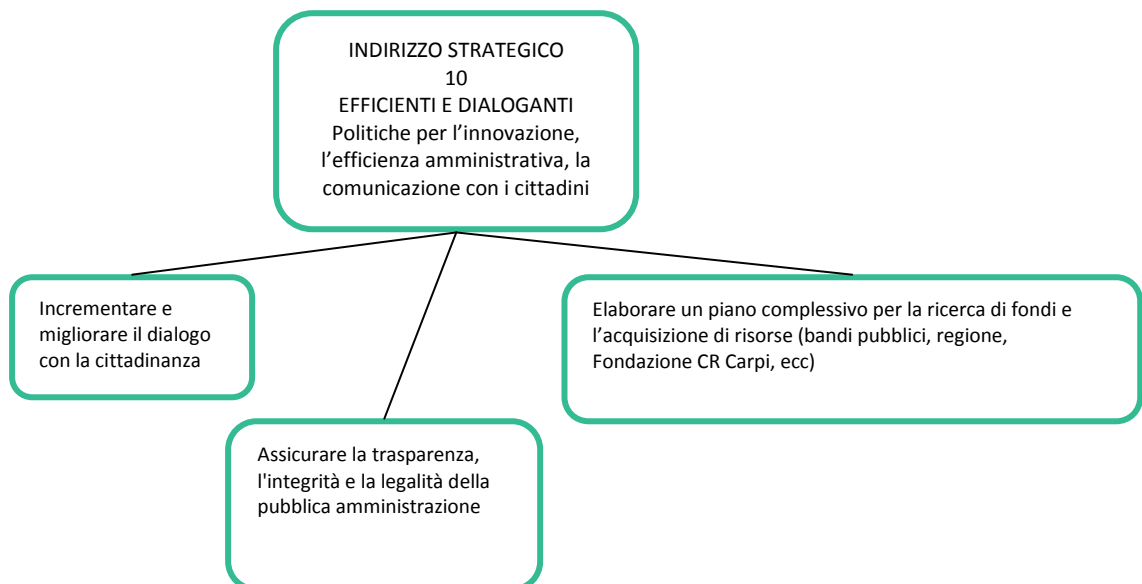 INDIRIZZO STRATEGICO
10
EFFICIENTI E DIALOGANTI
Politiche per l’innovazione,
l’efficienza amministrativa, la
comunicazione con i cittadini
Incrementare e
migliorare il dialogo
con la cittadinanza
Elaborare un piano complessivo per la ricerca di fondi e
l’acquisizione di risorse (bandi pubblici, regione,
Fondazione CR Carpi, ecc)
Assicurare la trasparenza,
l'integrità e la legalità della
pubblica amministrazione